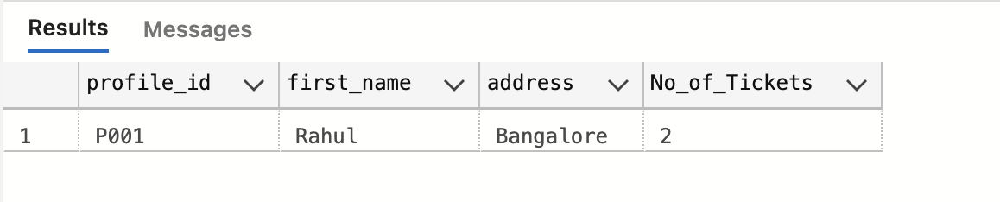 Results Messages
profile_id first_name address No_of_Tickets
1 P001 Rahul Bangalore 2